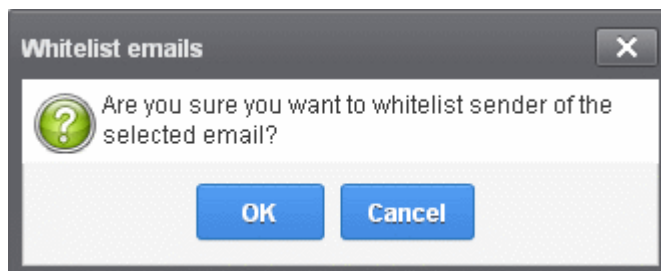 Whitelist emails
Are you sure you want to whitelist sender of the
selected email?
OK Cancel